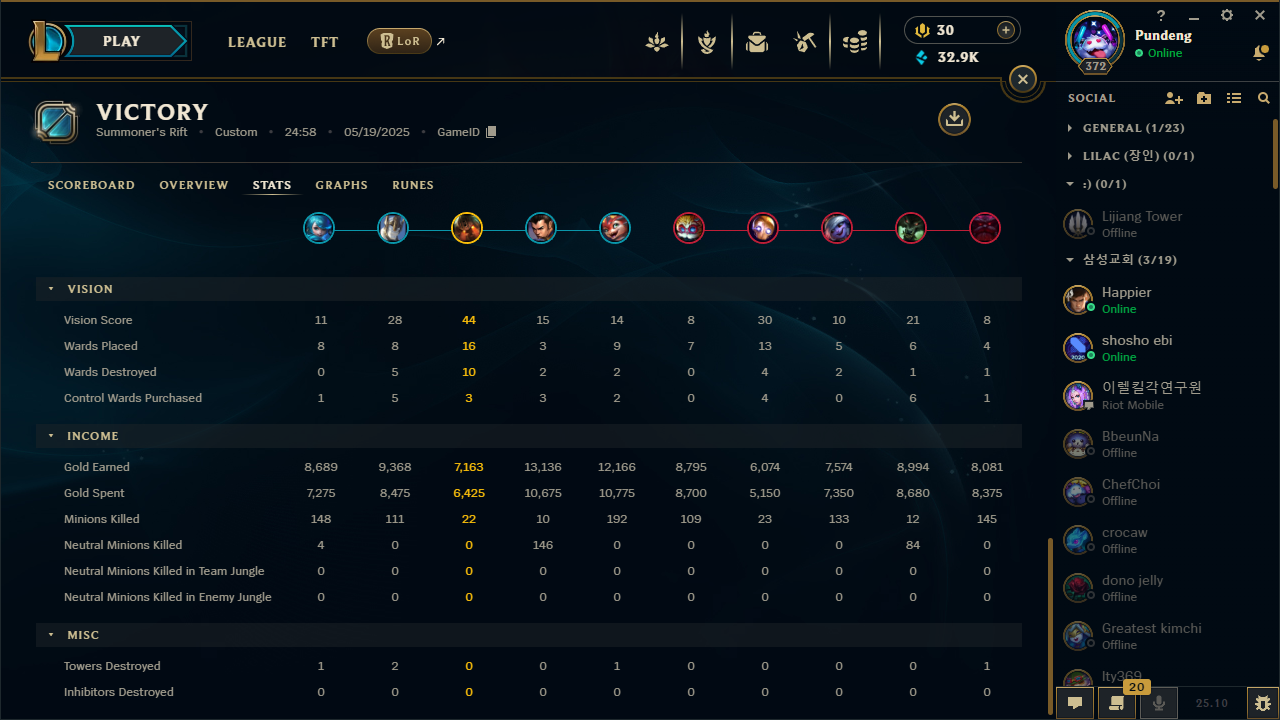 PLAY
LEAGUE TFT LoR
30
32.9K
?
Pundeng
Online
372
VICTORY
Summoner's Rift • Custom • 24:58 • 05/19/2025 • GameID
SCOREBOARD OVERVIEW STATS GRAPHS RUNES
VISION
Vision Score 11 28 44 15 14 8 30 10 21 8
Wards Placed 8 8 16 3 9 7 13 5 6 4
Wards Destroyed 0 5 10 2 2 0 4 2 1 1
Control Wards Purchased 1 5 3 3 2 0 4 0 6 1
INCOME
Gold Earned 8,689 9,368 7,163 13,136 12,166 8,795 6,074 7,574 8,994 8,081
Gold Spent 7,275 8,475 6,425 10,675 10,775 8,700 5,150 7,350 8,680 8,375
Minions Killed 148 111 22 10 192 109 23 133 12 145
Neutral Minions Killed 4 0 0 146 0 0 0 0 84 0
Neutral Minions Killed in Team Jungle 0 0 0 0 0 0 0 0 0 0
Neutral Minions Killed in Enemy Jungle 0 0 0 0 0 0 0 0 0 0
MISC
Towers Destroyed 1 2 0 0 1 0 0 0 0 1
Inhibitors Destroyed 0 0 0 0 0 0 0 0 0 0
SOCIAL
GENERAL (1/23)
LILAC (장인) (0/1)
:) (0/1)
Lijiang Tower
Offline
삼성교회 (3/19)
Happier
Online
shosho ebi
Online
2020
이렐킬각연구원
Riot Mobile
BbeunNa
Offline
ChefChoi
Offline
crocaw
Offline
dono jelly
Offline
Greatest kimchi
Offline
lty369
20
25.10